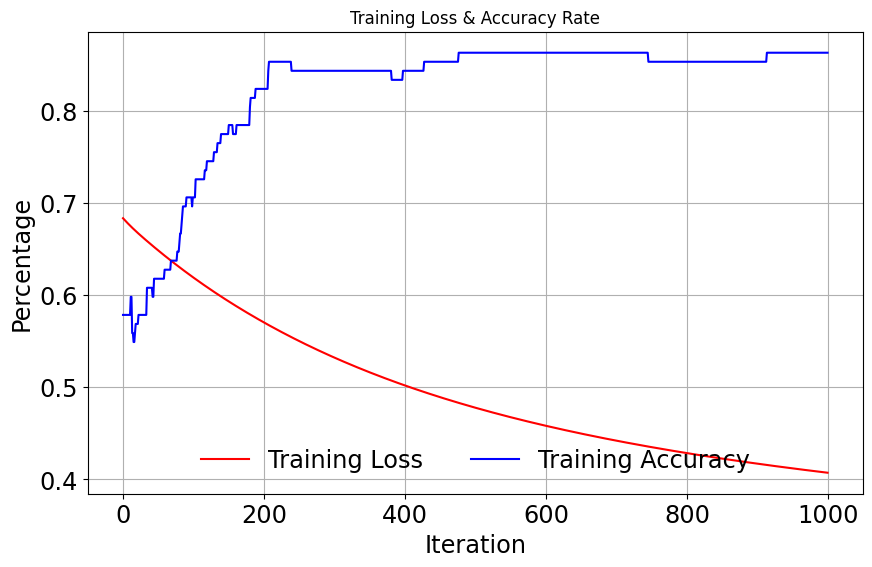 Training Loss & Accuracy Rate
Percentage
0.8
0.7
0.6
0.5
0.4
Training Loss
Training Accuracy
0 200 400 600 800 1000
Iteration